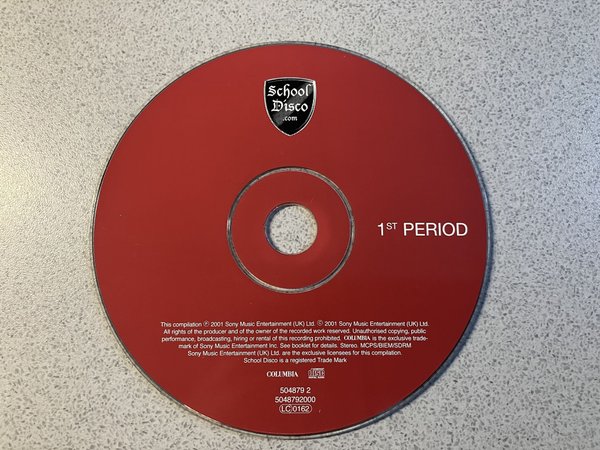 School
Disco
.com
1ST PERIOD
This compilation ℗ 2001 Sony Music Entertainment (UK) Ltd. © 2001 Sony Music Entertainment (UK) Ltd.
All rights of the producer and of the owner of the recorded work reserved. Unauthorised copying, public
performance, broadcasting, hiring or rental of this recording prohibited. COLUMBIA is the exclusive trade-
mark of Sony Music Entertainment Inc. See booklet for details. Stereo. MCPS/BIEM/SDRM
Sony Music Entertainment (UK) Ltd. are the exclusive licensees for this compilation.
School Disco is a registered Trade Mark
COLUMBIA disc
504879 2
5048792000
LC 0162